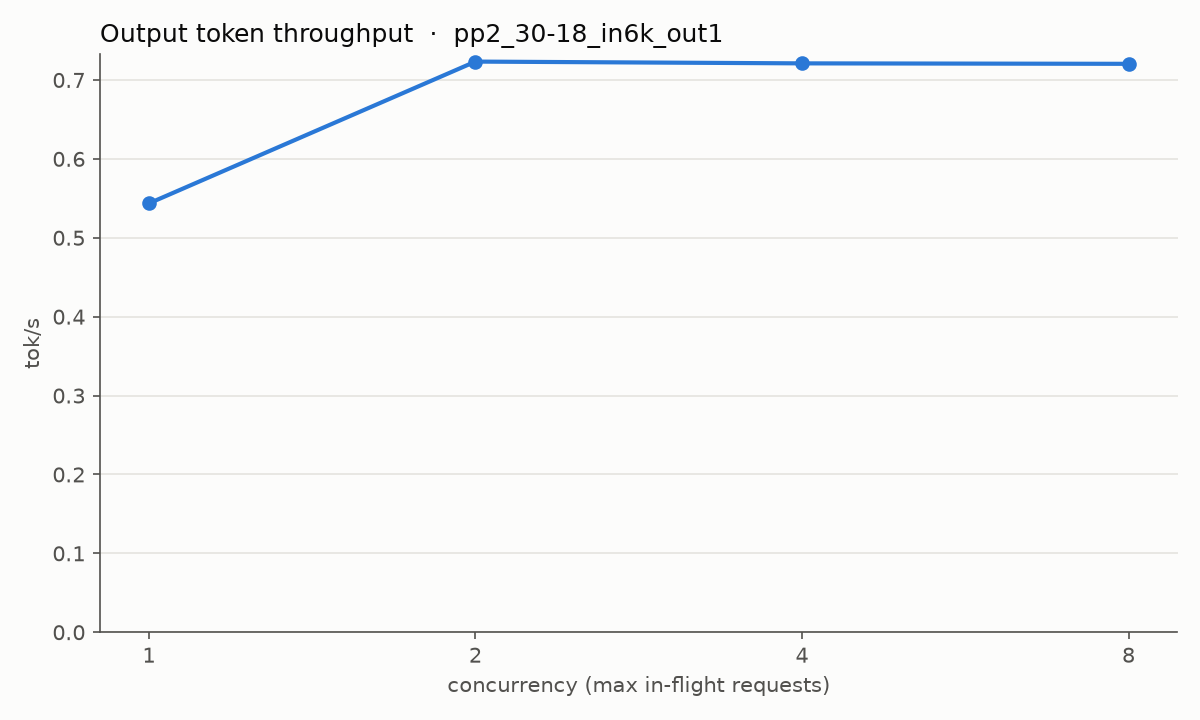 Output token throughput · pp2_30-18_in6k_out1
0.7
0.6
0.5
0.4
0.3
0.2
0.1
0.0
tok/s
1 2 4 8
concurrency (max in-flight requests)